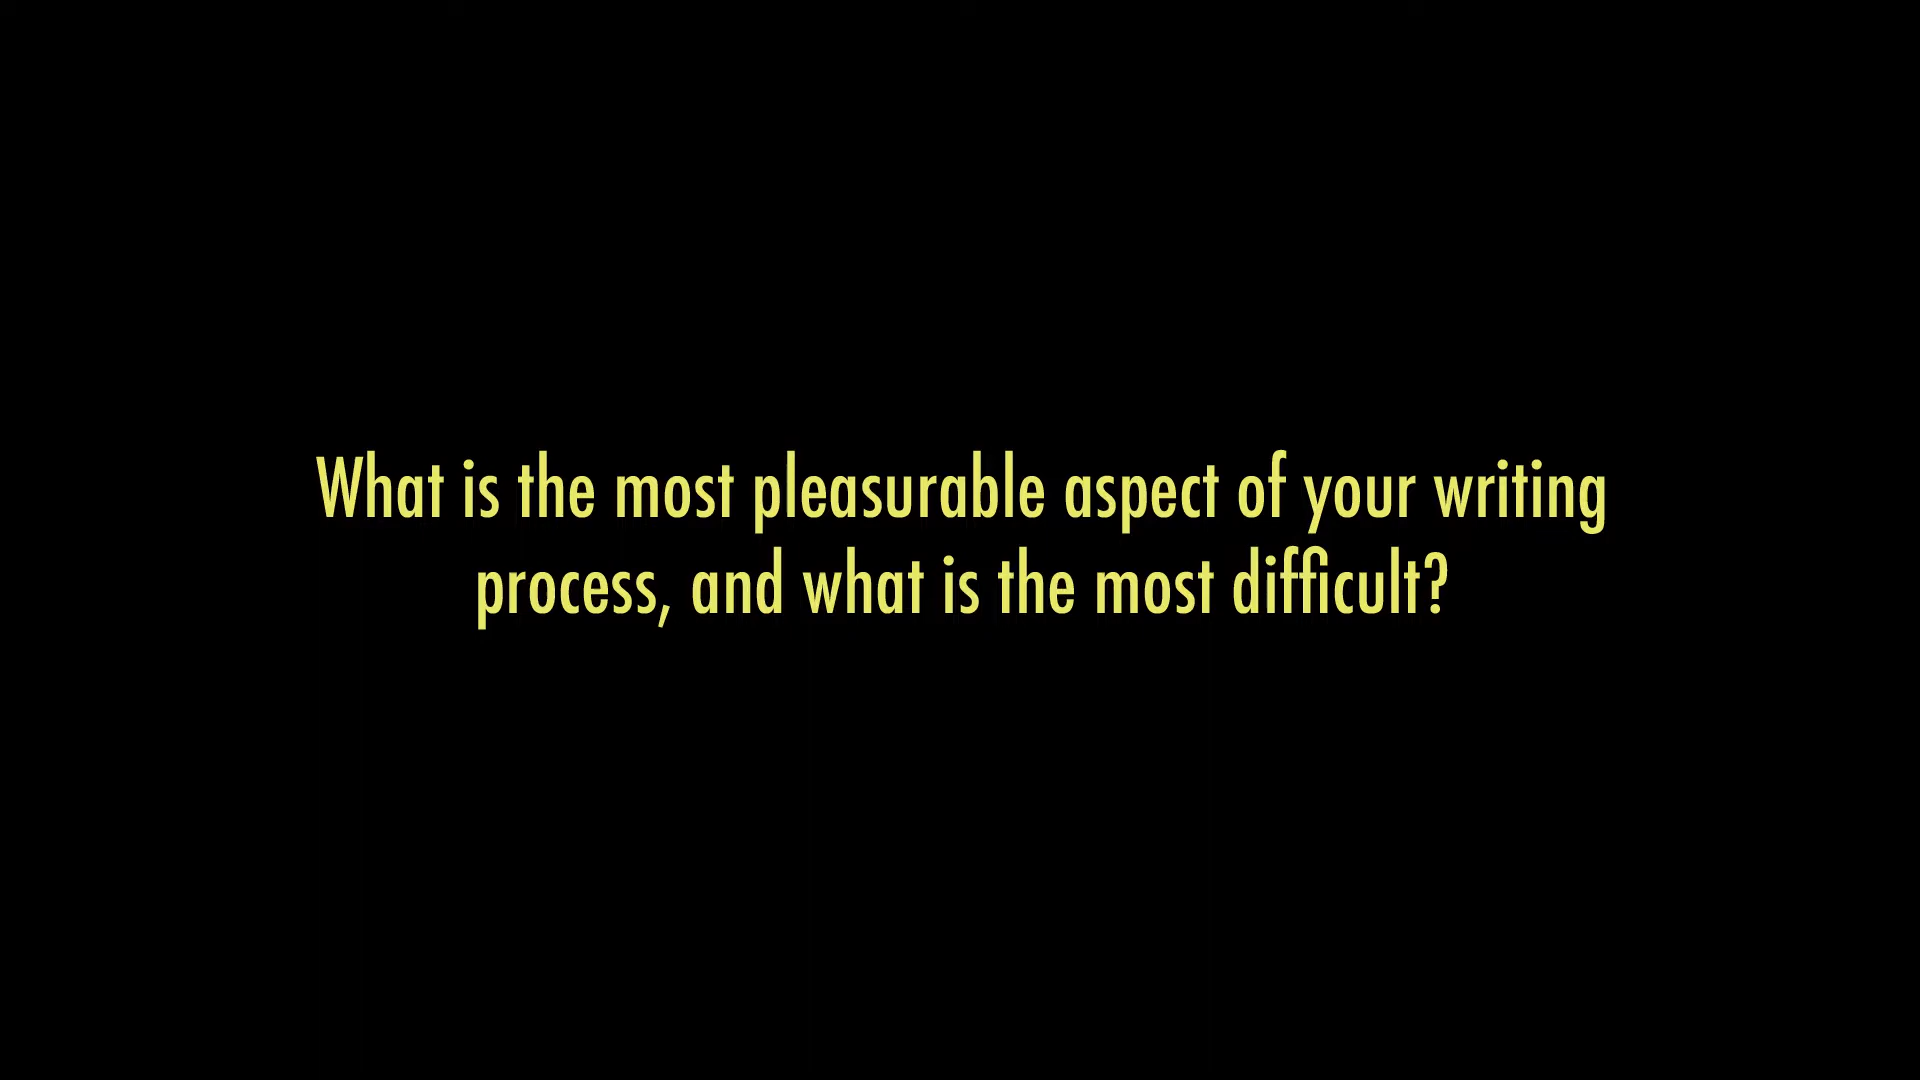 What is the most pleasurable aspect of your writing
process, and what is the most difficult?